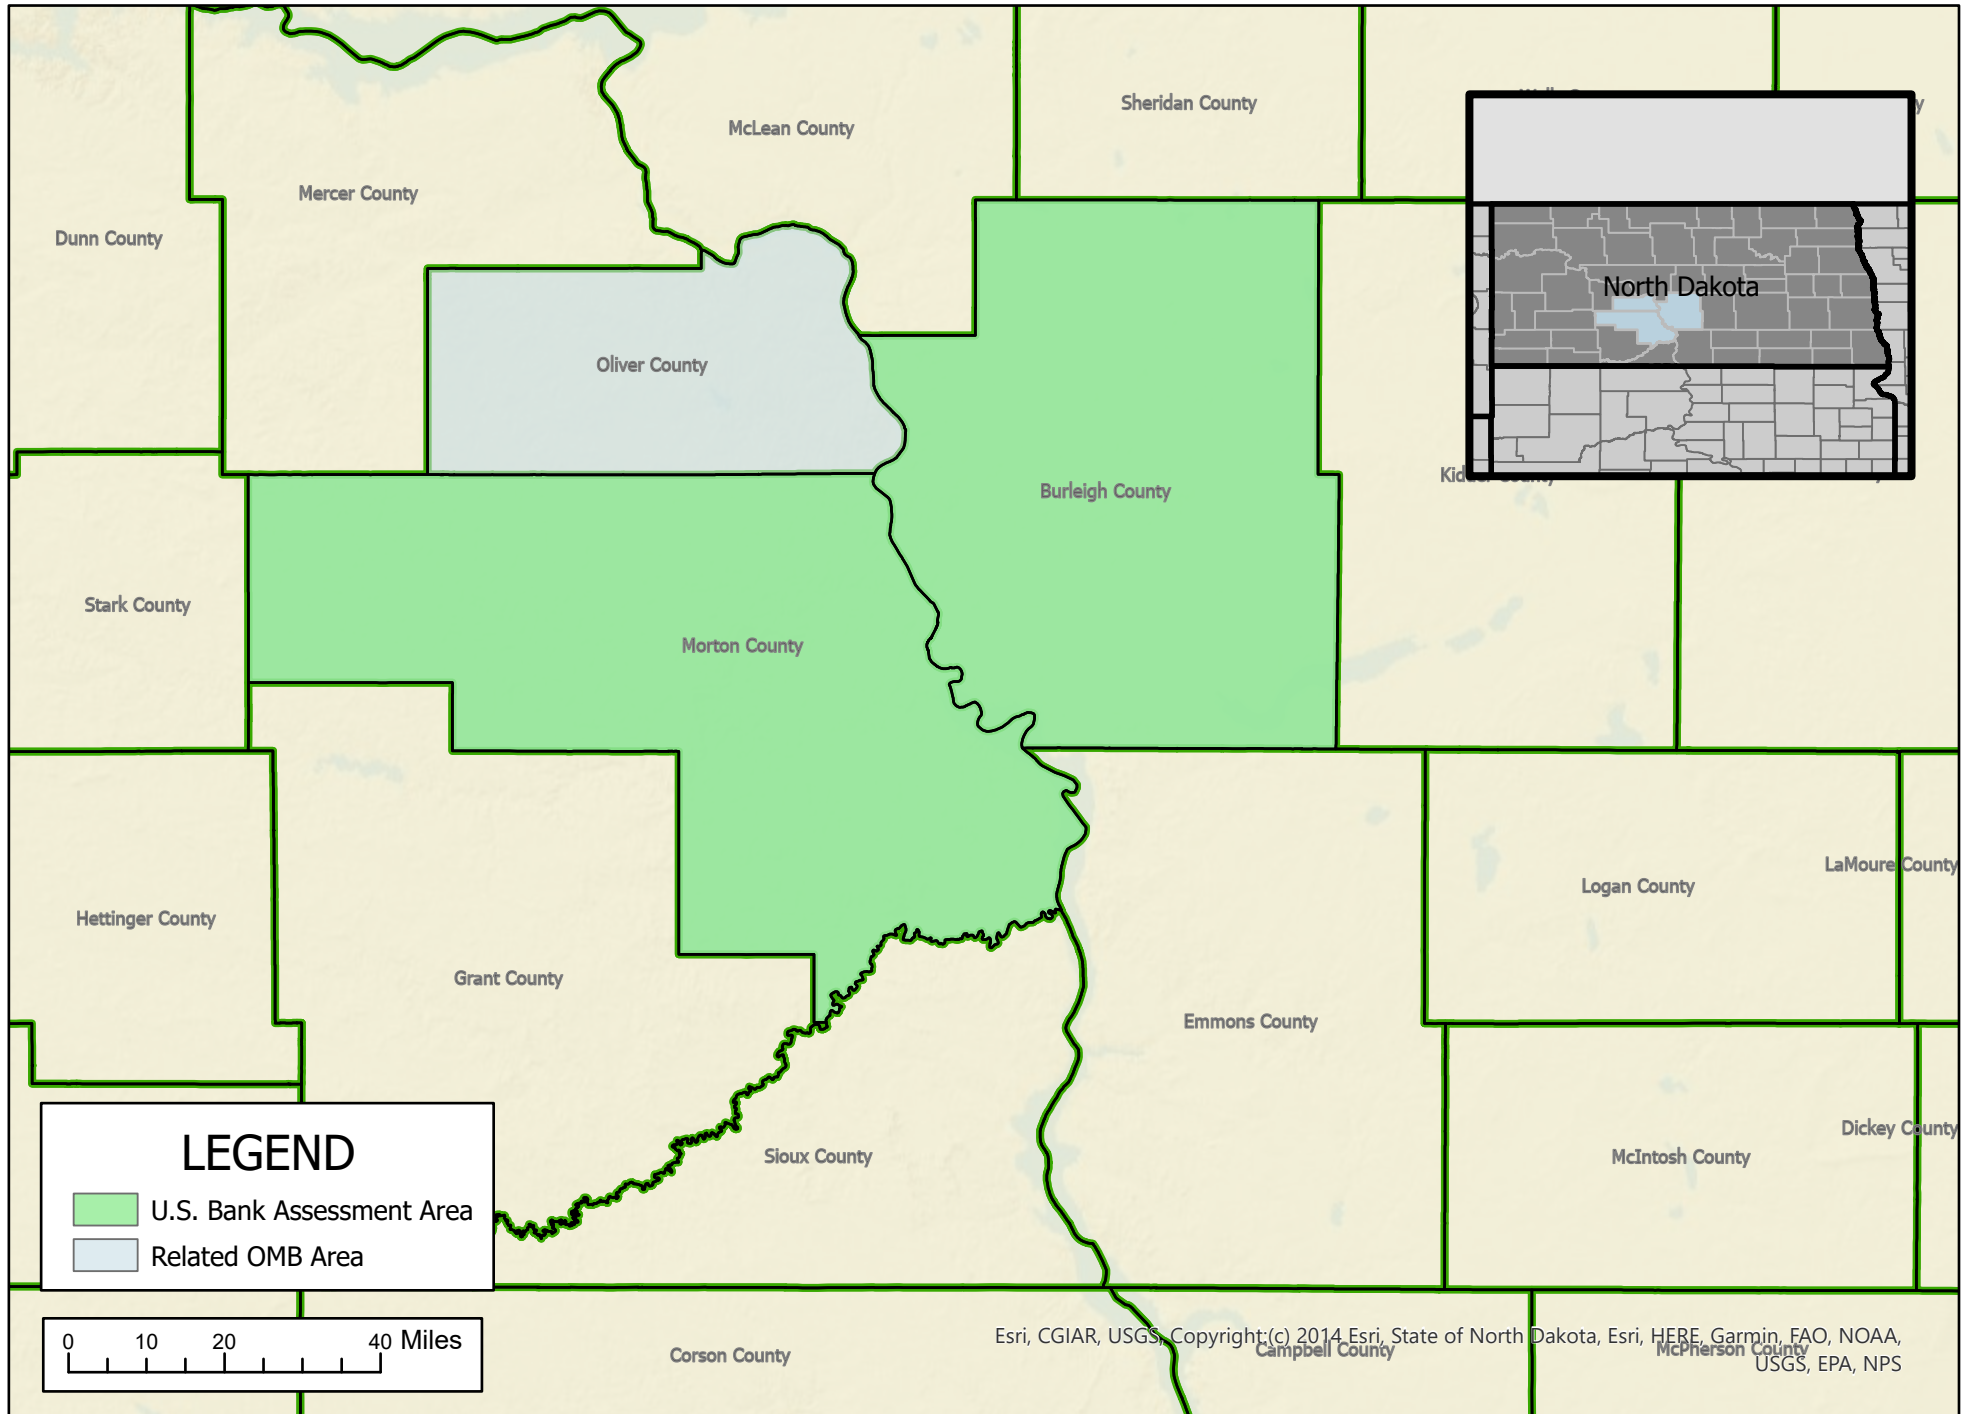 Sheridan County
McLean County
Mercer County
Dunn County
North Dakota
Oliver County
Burleigh County
Stark County
Morton County
LaMoure County
Logan County
Hettinger County
Grant County
Emmons County
Dickey County
Sioux County
McIntosh County
LEGEND
U.S. Bank Assessment Area
Related OMB Area
0 10 20 40 Miles
Esri, CGIAR, USGS, Copyright:(c) 2014 Esri, State of North Dakota, Esri, HERE, Garmin, FAO, NOAA,
USGS, EPA, NPS
Corson County
Campbell County
McPherson County